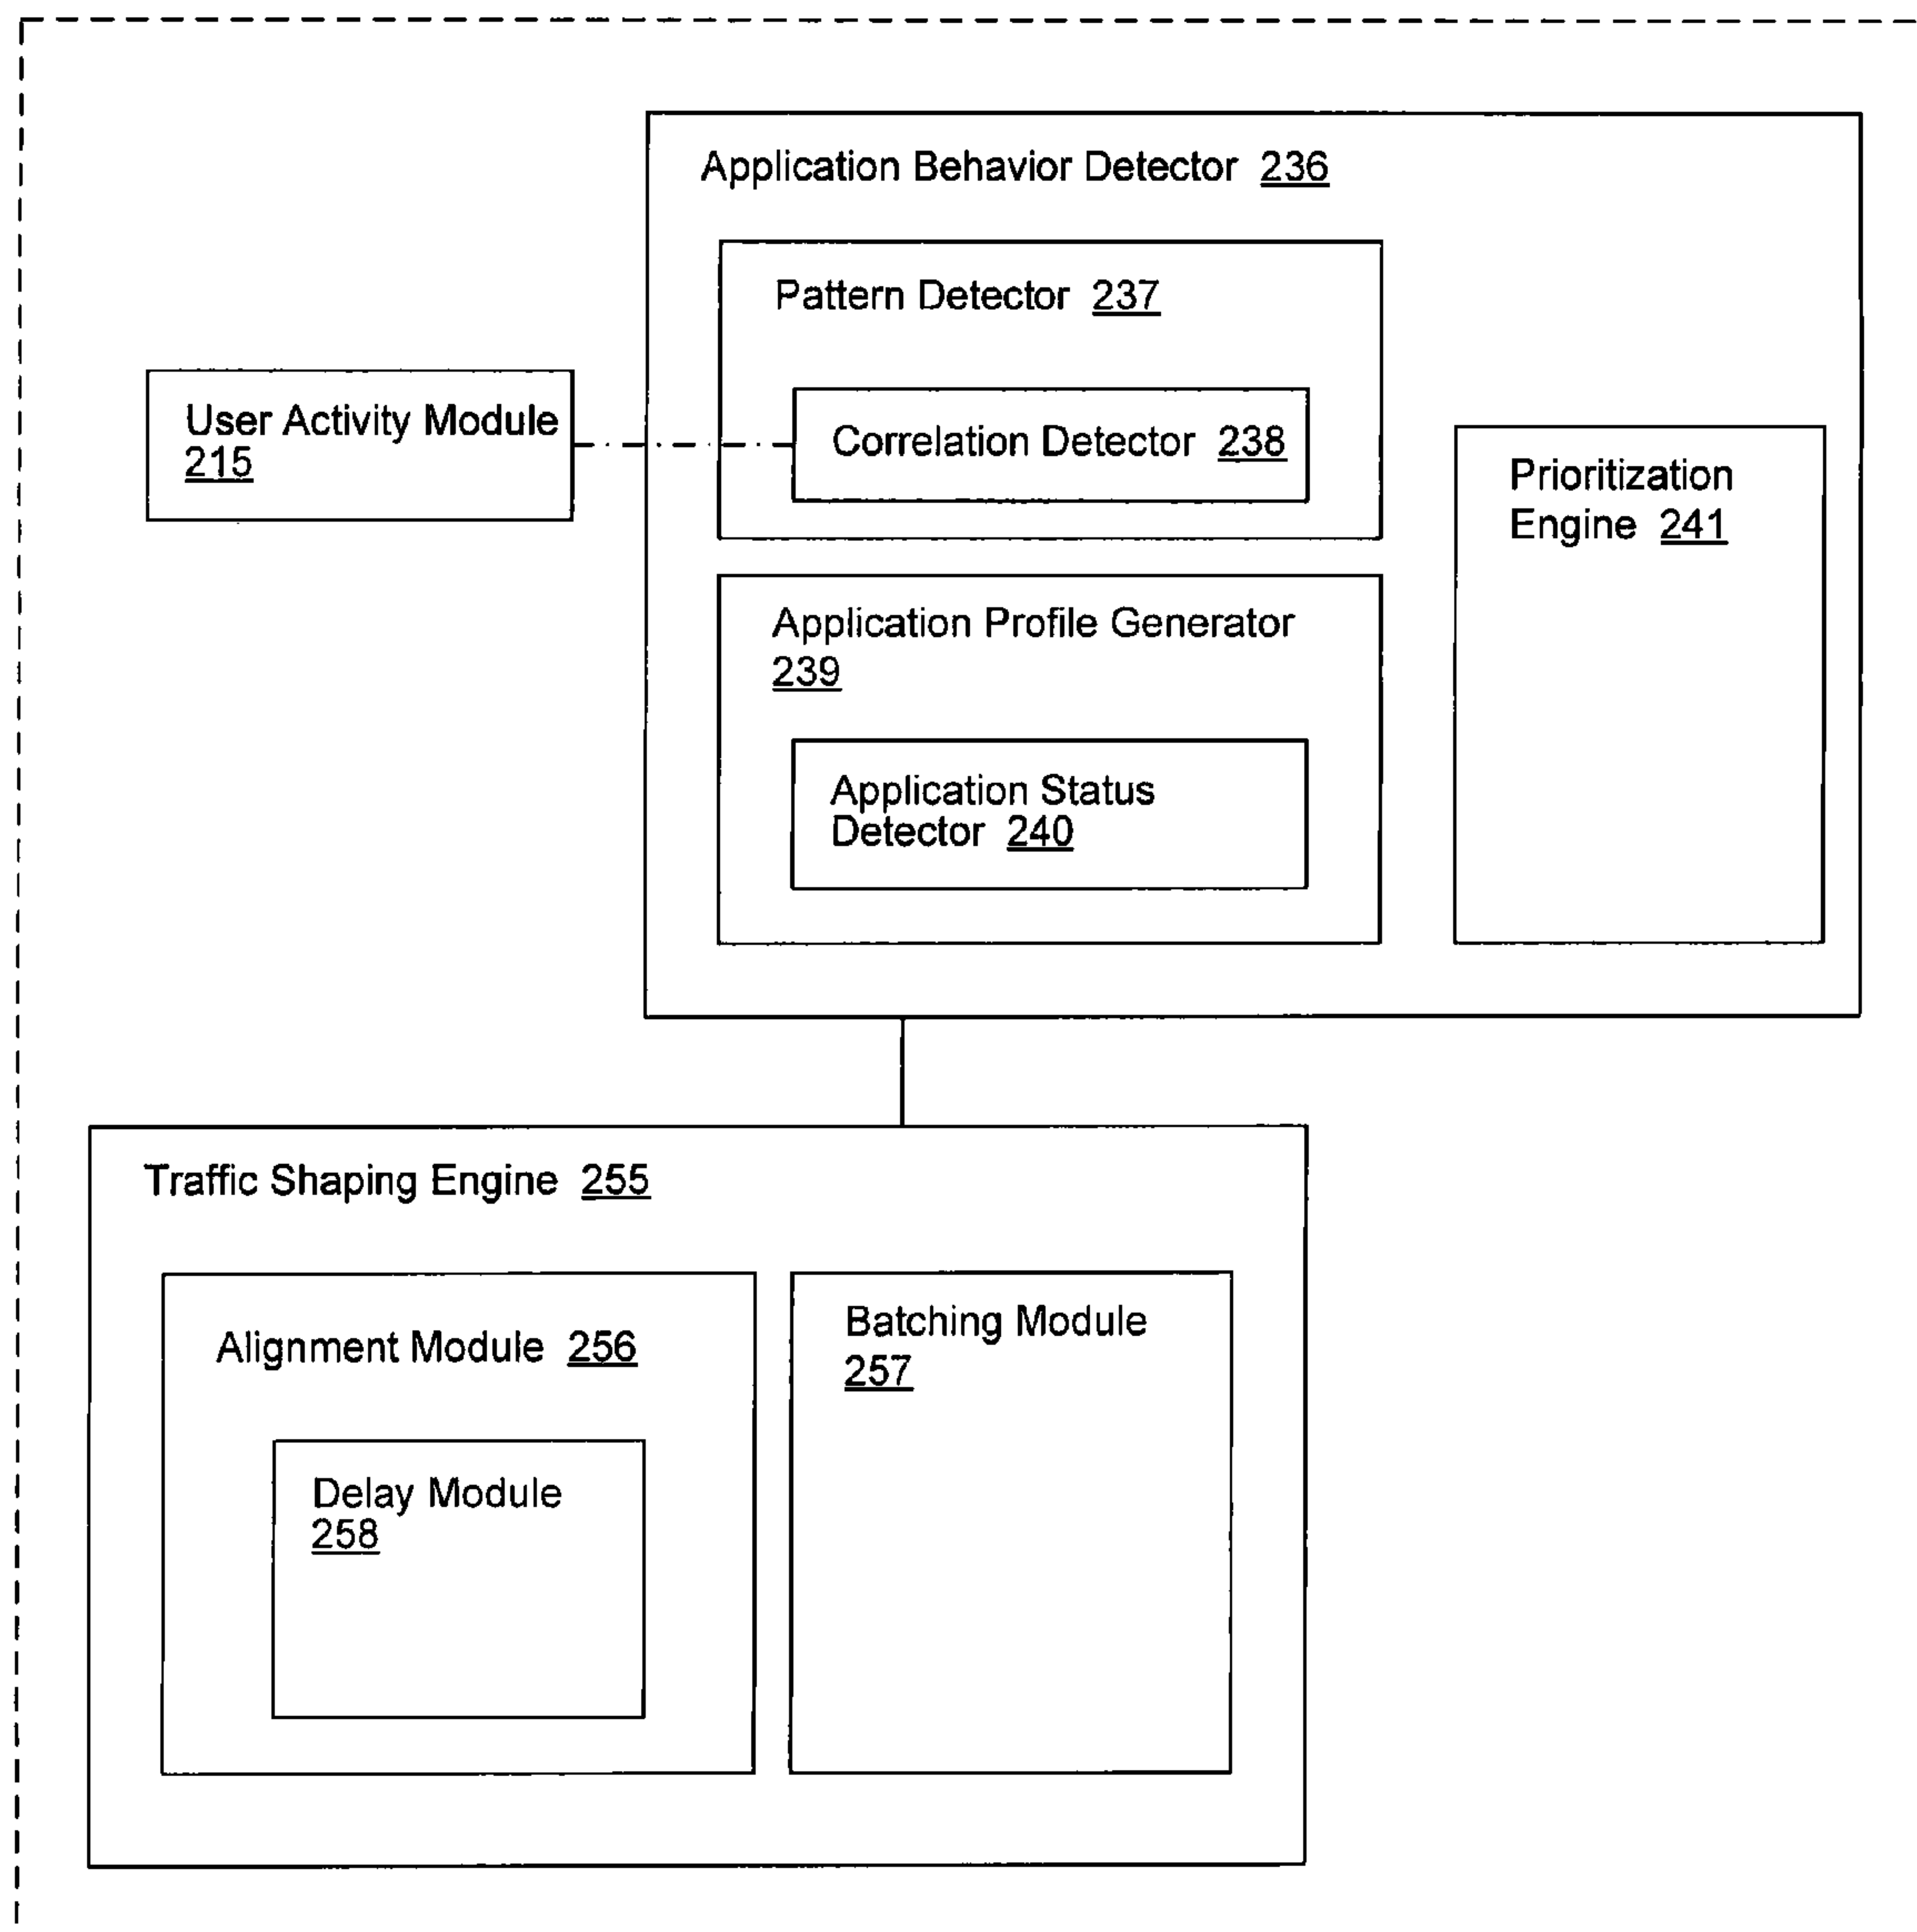 Application Behavior Detector 236
Pattern Detector 237
User Activity Module
215
Correlation Detector 238
Prioritization
Engine 241
Application Profile Generator
239
Application Status
Detector 240
Traffic Shaping Engine 255
Alignment Module 256
Batching Module
257
Delay Module
258